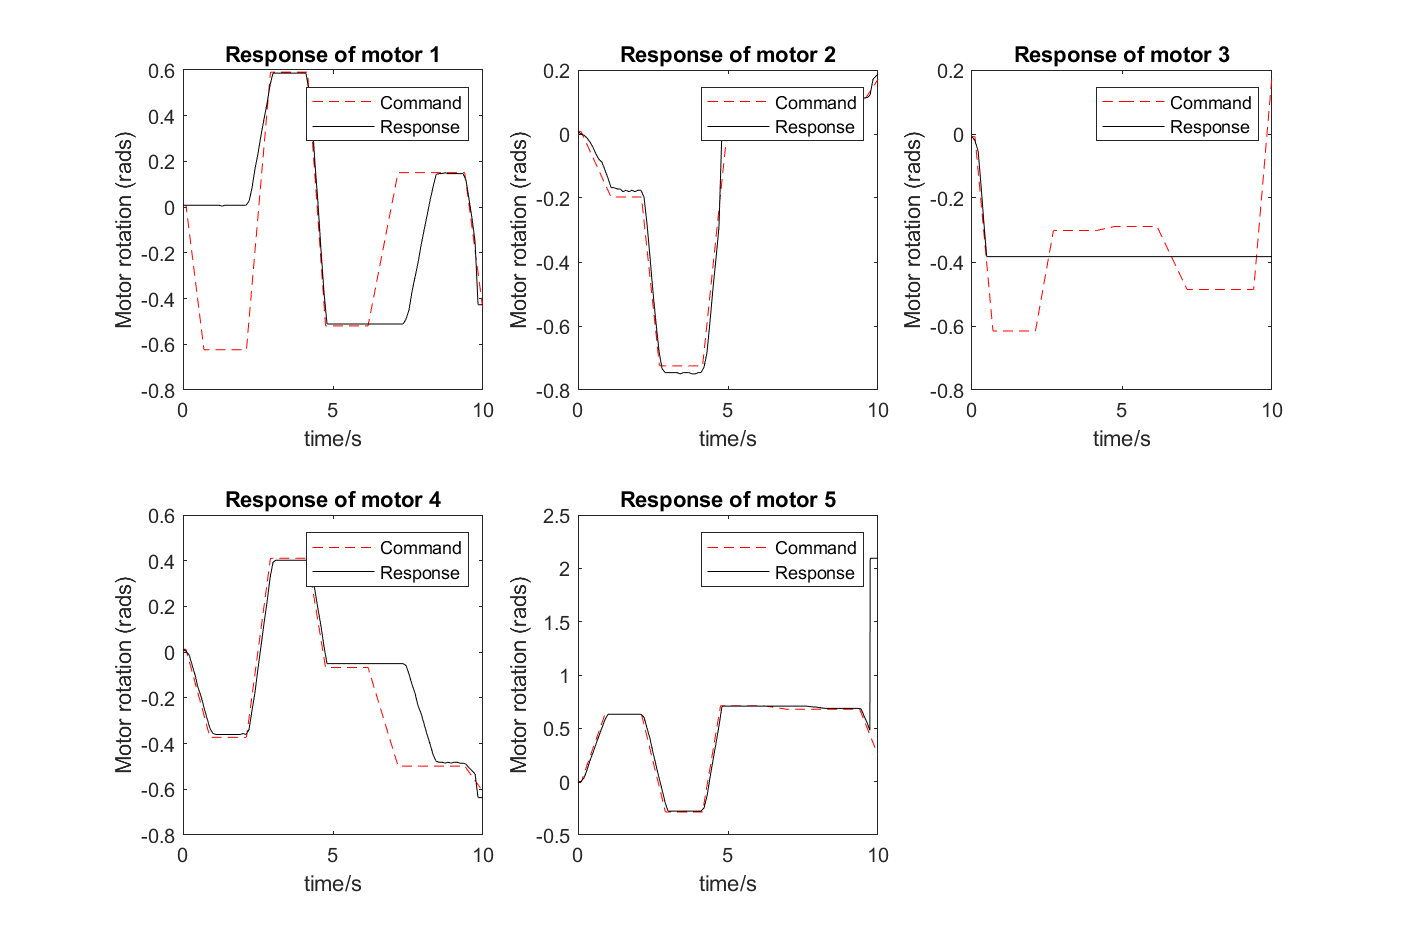 Response of motor 1
Motor rotation (rads)
0.6
0.4
0.2
0
-0.2
-0.4
-0.6
-0.8
0
5
10
time/s
Command
Response
Response of motor 2
Motor rotation (rads)
0.2
0
-0.2
-0.4
-0.6
-0.8
0
5
10
time/s
Command
Response
Response of motor 3
Motor rotation (rads)
0.2
0
-0.2
-0.4
-0.6
-0.8
0
5
10
time/s
Command
Response
Response of motor 4
Motor rotation (rads)
0.6
0.4
0.2
0
-0.2
-0.4
-0.6
-0.8
0
5
10
time/s
Command
Response
Response of motor 5
Motor rotation (rads)
2.5
2
1.5
1
0.5
0
-0.5
0
5
10
time/s
Command
Response